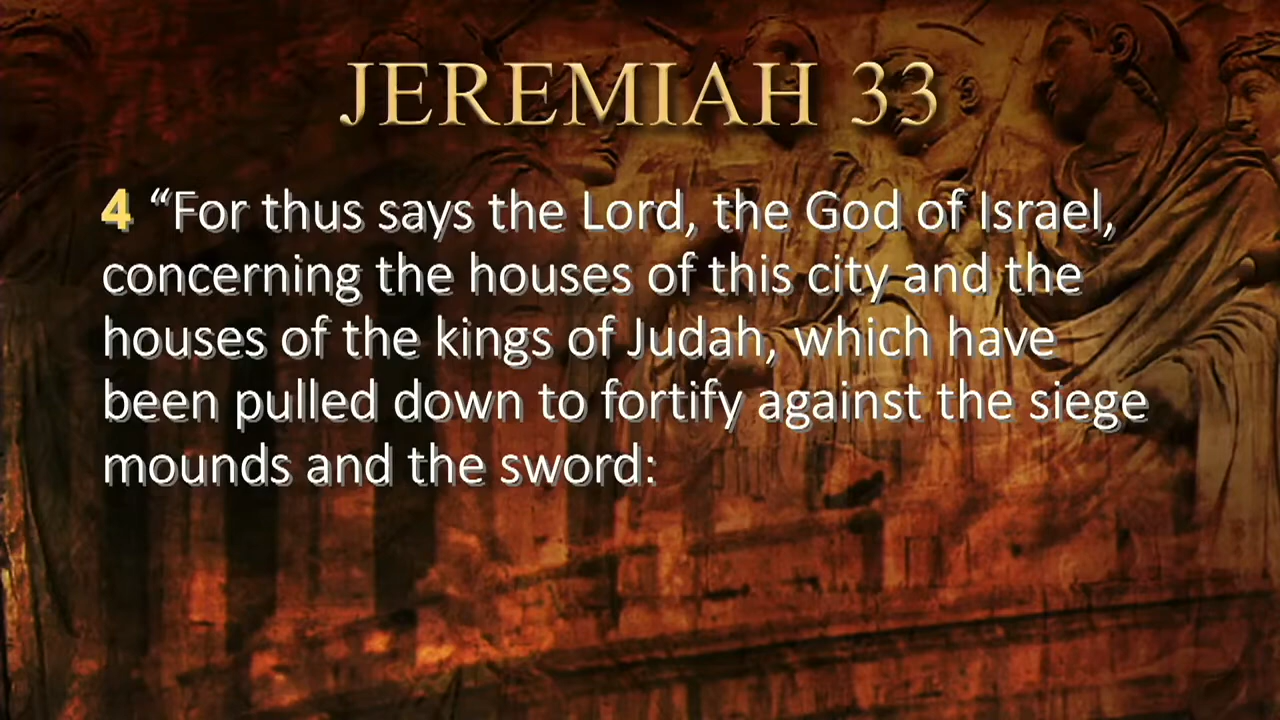 JEREMIAH 33
4 “For thus says the Lord, the God of Israel,
concerning the houses of this city and the
houses of the kings of Judah, which have
been pulled down to fortify against the siege
mounds and the sword: